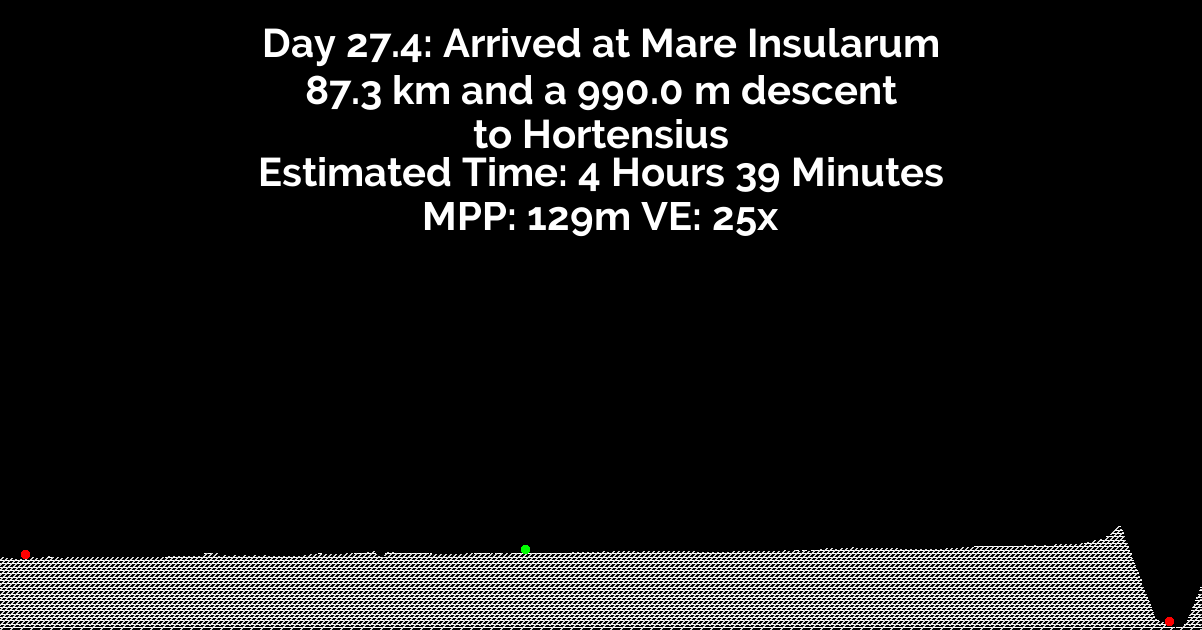 Day 27.4: Arrived at Mare Insularum
87.3 km and a 990.0 m descent
to Hortensius
Estimated Time: 4 Hours 39 Minutes
MPP: 129m VE: 25x